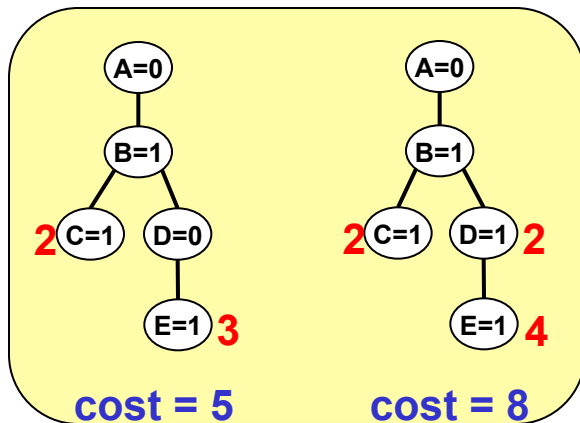 A=0
B=1
2 C=1 D=0
E=1 3
cost = 5
A=0
B=1
2 C=1 D=1 2
E=1 4
cost = 8